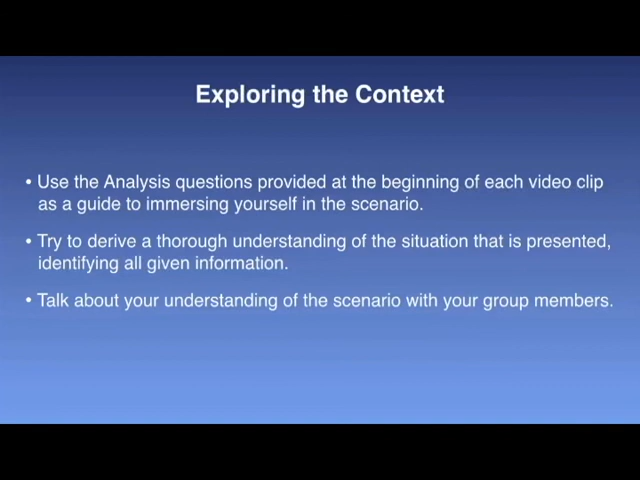 Exploring the Context
• Use the Analysis questions provided at the beginning of each video clip
as a guide to immersing yourself in the scenario.
• Try to derive a thorough understanding of the situation that is presented,
identifying all given information.
• Talk about your understanding of the scenario with your group members.